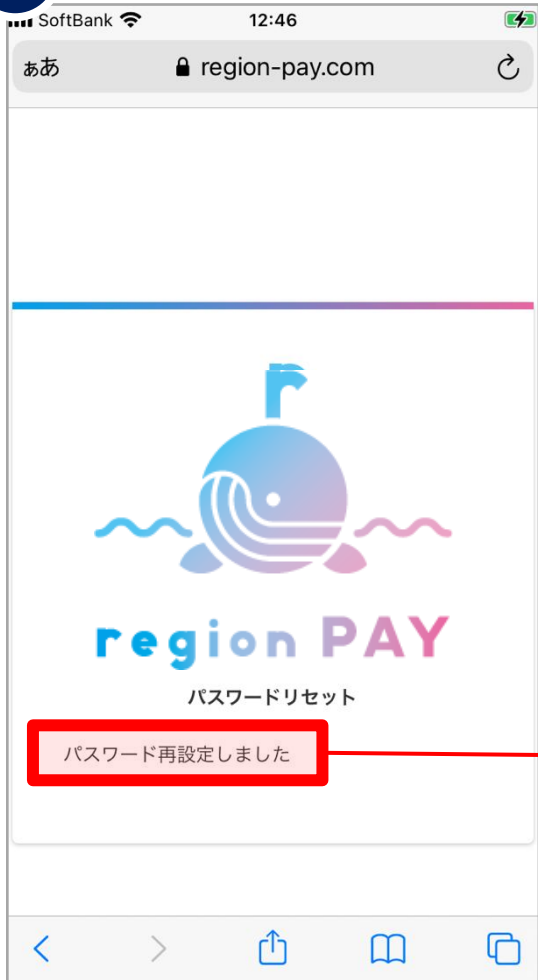 SoftBank 12:46
ああ region-pay.com
r
region PAY
パスワードリセット
パスワード再設定しました